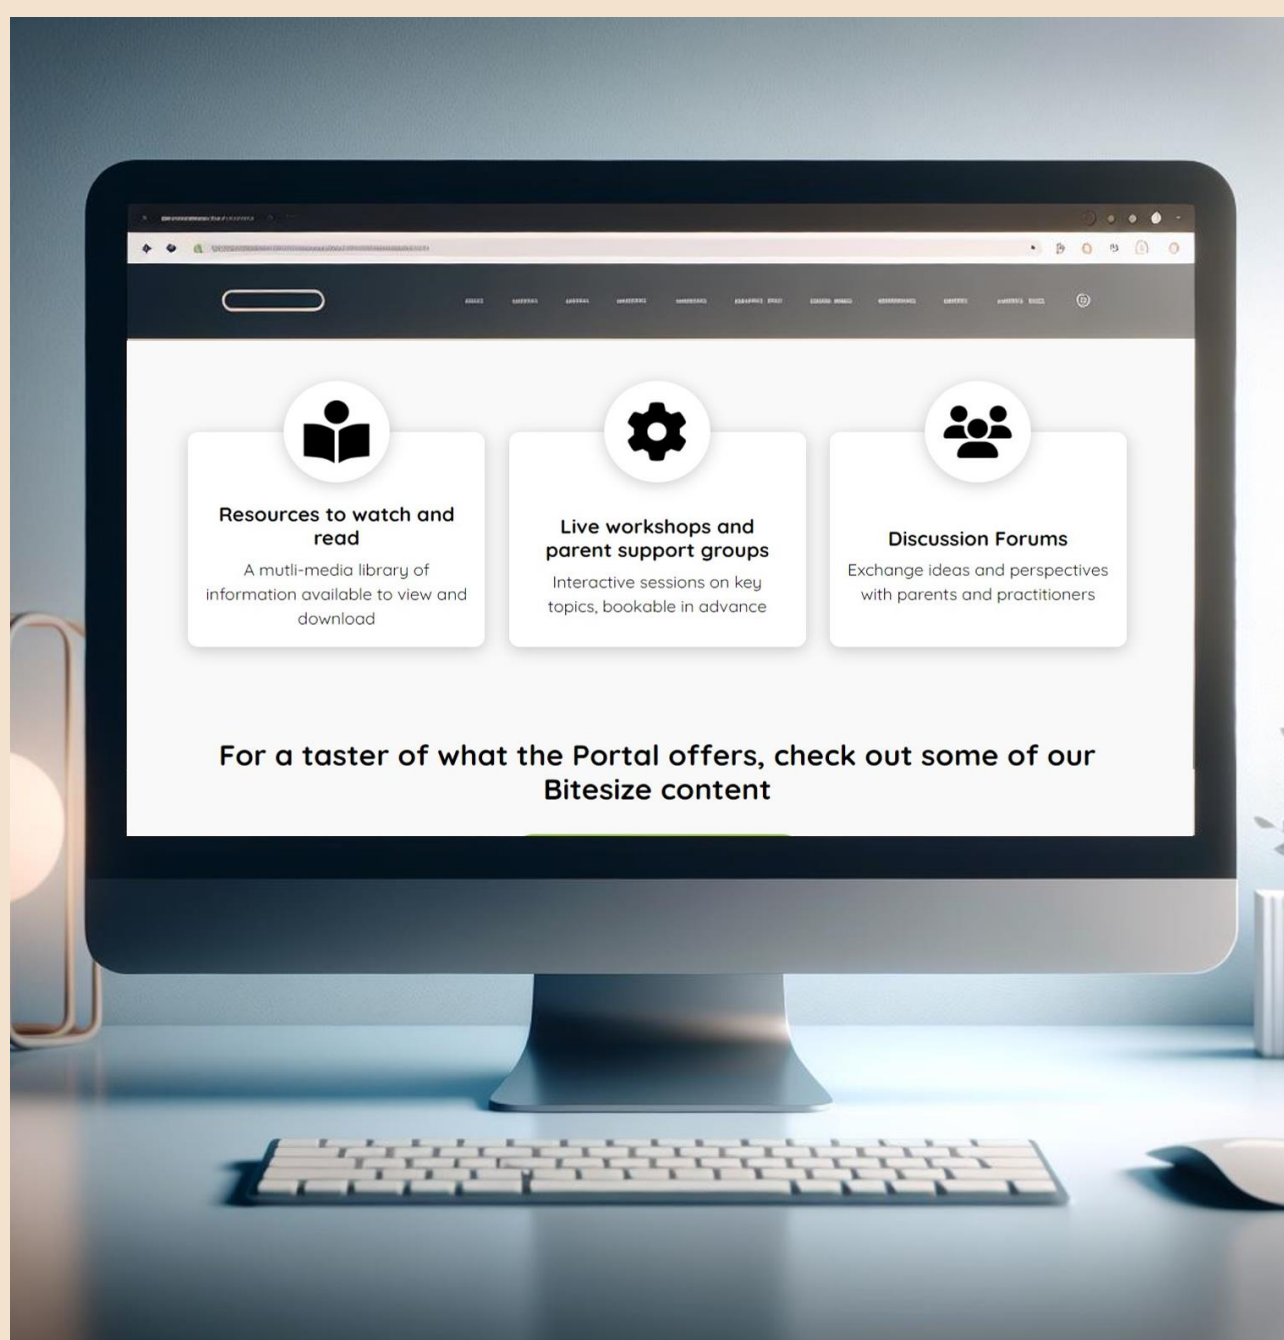 Resources to watch and
read
A mutli-media library of
information available to view and
download
Live workshops and
parent support groups
Interactive sessions on key
topics, bookable in advance
Discussion Forums
Exchange ideas and perspectives
with parents and practitioners
For a taster of what the Portal offers, check out some of our
Bitesize content